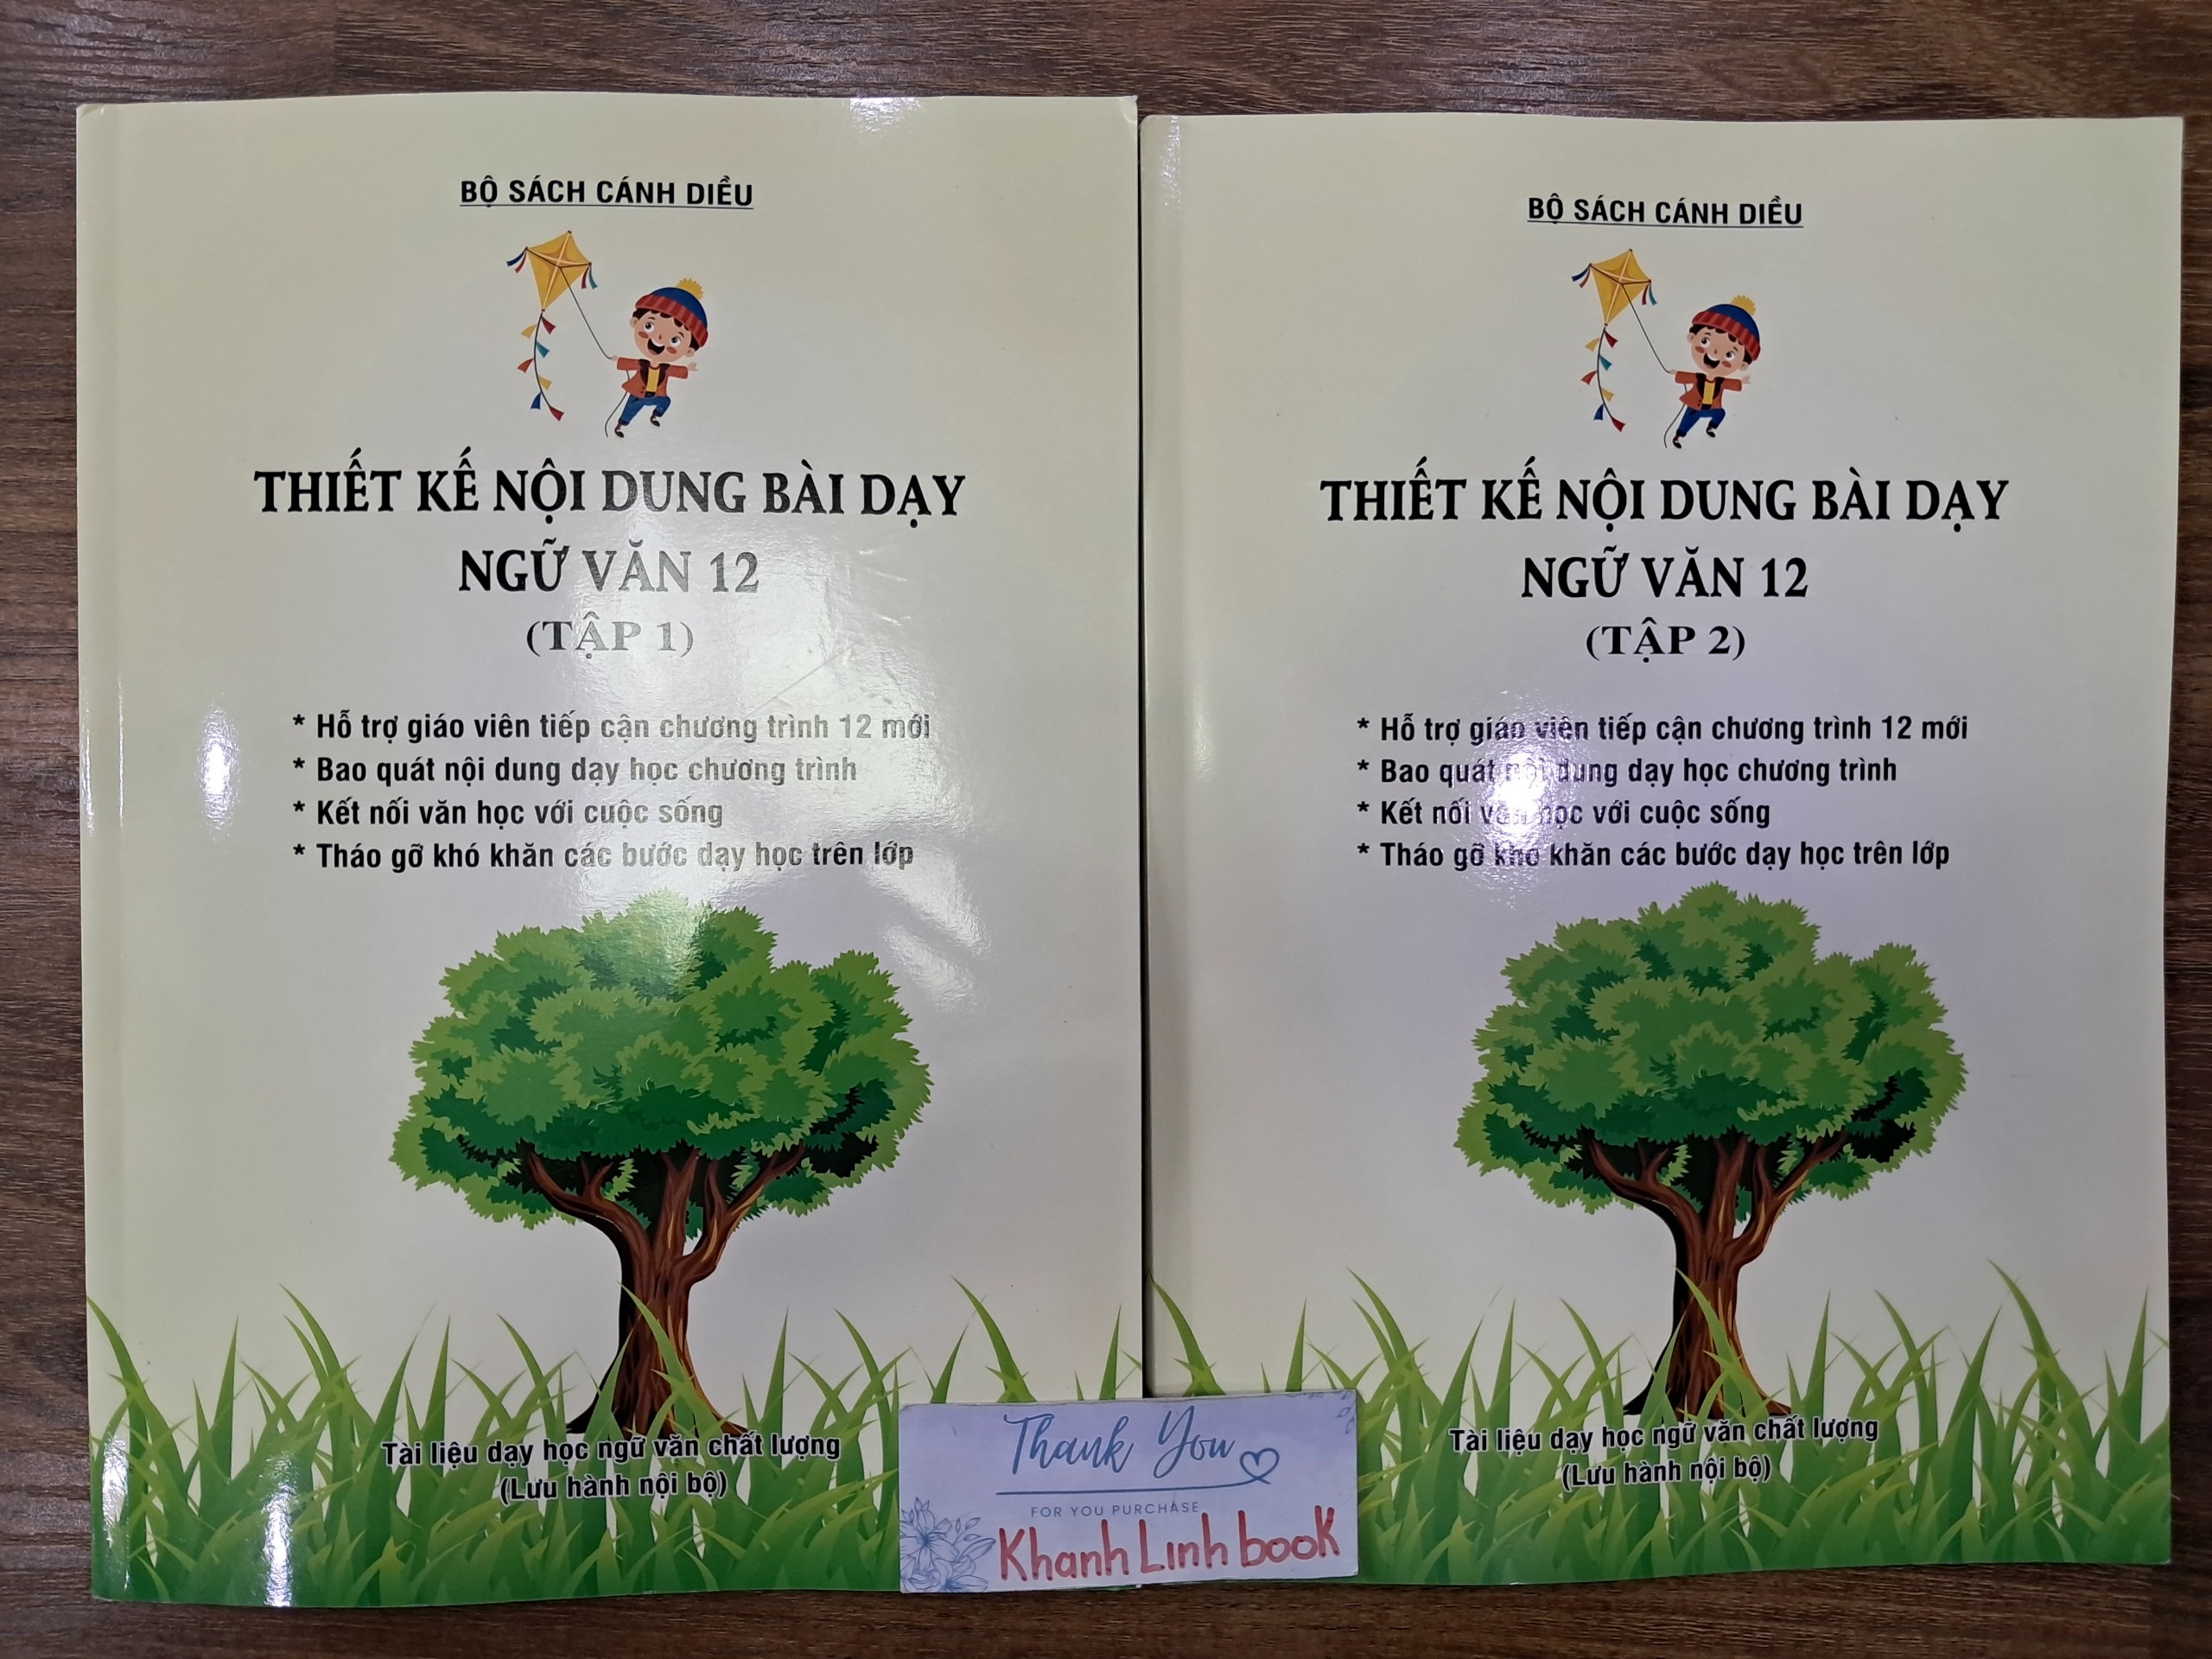 BỘ SÁCH CÁNH DIỀU
THIẾT KẾ NỘI DUNG BÀI DẠY
NGỮ VĂN 12
(TẬP 1)
* Hỗ trợ giáo viên tiếp cận chương trình 12 mới
* Bao quát nội dung dạy học chương trình
* Kết nối văn học với cuộc sống
* Tháo gỡ khó khăn các bước dạy học trên lớp
Tài liệu dạy học ngữ văn chất lượng
(Lưu hành nội bộ)
BỘ SÁCH CÁNH DIỀU
THIẾT KẾ NỘI DUNG BÀI DẠY
NGỮ VĂN 12
(TẬP 2)
* Hỗ trợ giáo viên tiếp cận chương trình 12 mới
* Bao quát nội dung dạy học chương trình
* Kết nối văn học với cuộc sống
* Tháo gỡ khó khăn các bước dạy học trên lớp
Tài liệu dạy học ngữ văn chất lượng
(Lưu hành nội bộ)
Thank You
FOR YOU PURCHASE
Khanh Linh book